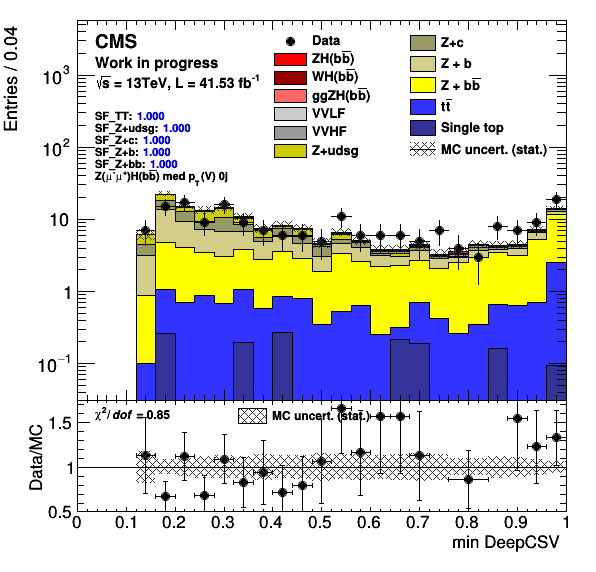 CMS
Work in progress
√s = 13TeV, L = 41.53 fb⁻¹
SF_TT: 1.000
SF_Z+udsg: 1.000
SF_Z+c: 1.000
SF_Z+b: 1.000
SF_Z+bb: 1.000
Z(μ⁻μ⁺)H(bb̅) med p_T(V) 0j
Data
ZH(bb̅)
WH(bb̅)
ggZH(bb̅)
VVLF
VVHF
Z+udsg
Z+c
Z + b
Z + bb̅
tt̅
Single top
MC uncert. (stat.)
Entries / 0.04
10³
10²
10
1
10⁻¹
χ²/dof = 0.85
MC uncert. (stat.)
Data/MC
1.5
1
0.5
0 0.1 0.2 0.3 0.4 0.5 0.6 0.7 0.8 0.9 1
min DeepCSV